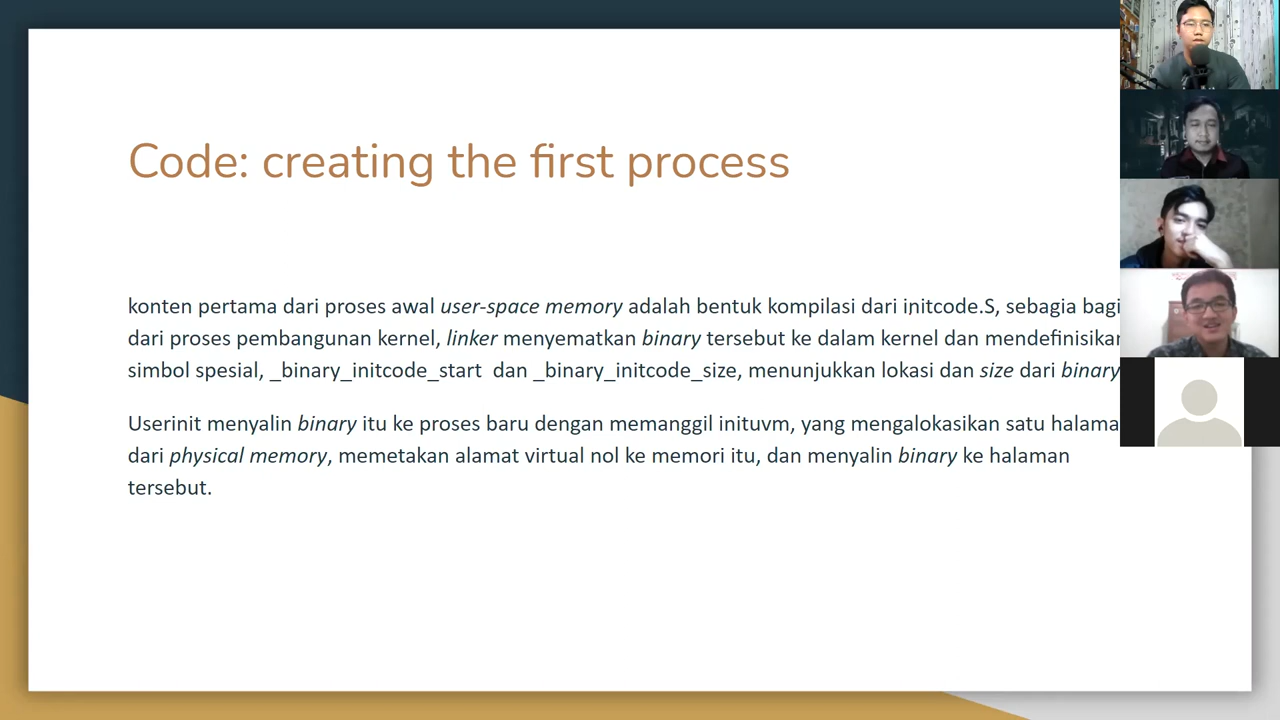 Code: creating the first process
konten pertama dari proses awal user-space memory adalah bentuk kompilasi dari initcode.S, sebagia bagi
dari proses pembangunan kernel, linker menyematkan binary tersebut ke dalam kernel dan mendefinisikan
simbol spesial, _binary_initcode_start dan _binary_initcode_size, menunjukkan lokasi dan size dari binary
Userinit menyalin binary itu ke proses baru dengan memanggil inituvm, yang mengalokasikan satu halama
dari physical memory, memetakan alamat virtual nol ke memori itu, dan menyalin binary ke halaman
tersebut.